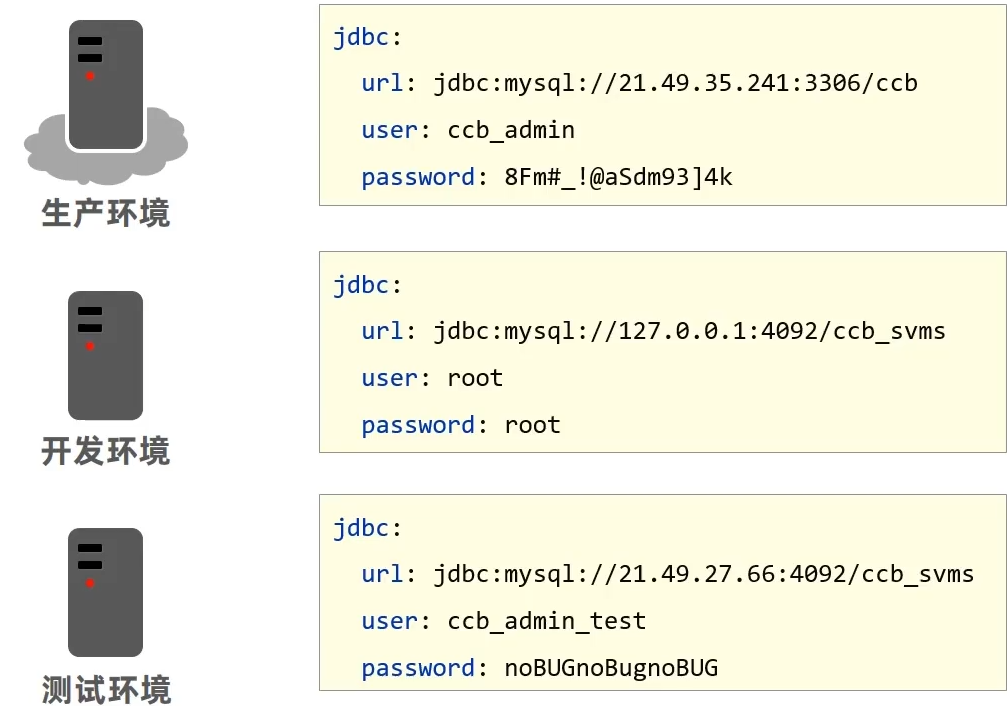 jdbc:
url: jdbc:mysql://21.49.35.241:3306/ccb
user: ccb_admin
password: 8Fm#_!@aSdm93]4k
生产环境
jdbc:
url: jdbc:mysql://127.0.0.1:4092/ccb_svms
user: root
password: root
开发环境
jdbc:
url: jdbc:mysql://21.49.27.66:4092/ccb_svms
user: ccb_admin_test
password: noBUGnoBugnoBUG
测试环境